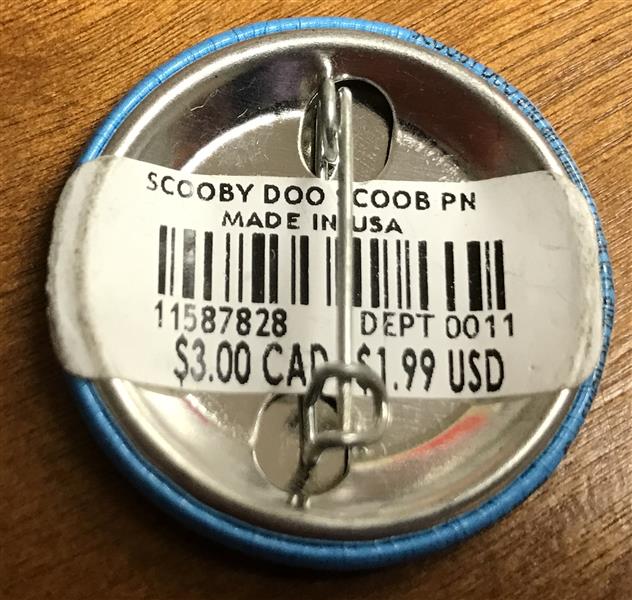 SCOOBY DOO SCOOB PN
MADE IN USA
11587828 DEPT 0011
$3.00 CAD $1.99 USD